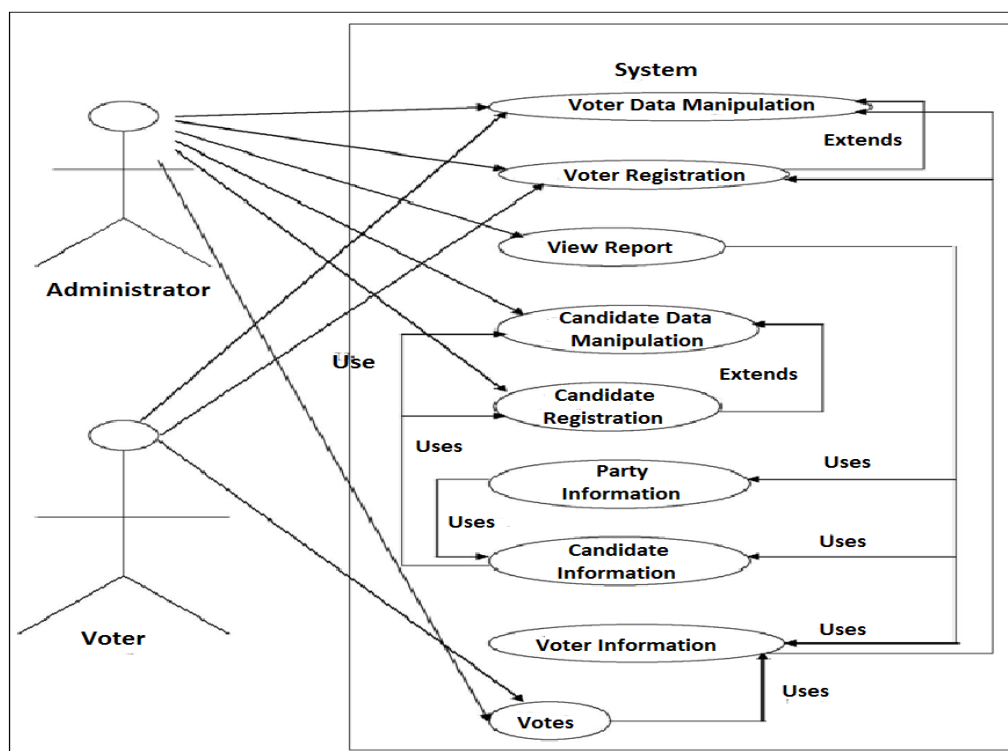 System
Voter Data Manipulation
Extends
Voter Registration
View Report
Administrator
Candidate Data
Manipulation
Use
Extends
Candidate
Registration
Uses
Party
Information
Uses
Uses
Candidate
Information
Uses
Voter
Voter Information
Uses
Uses
Votes